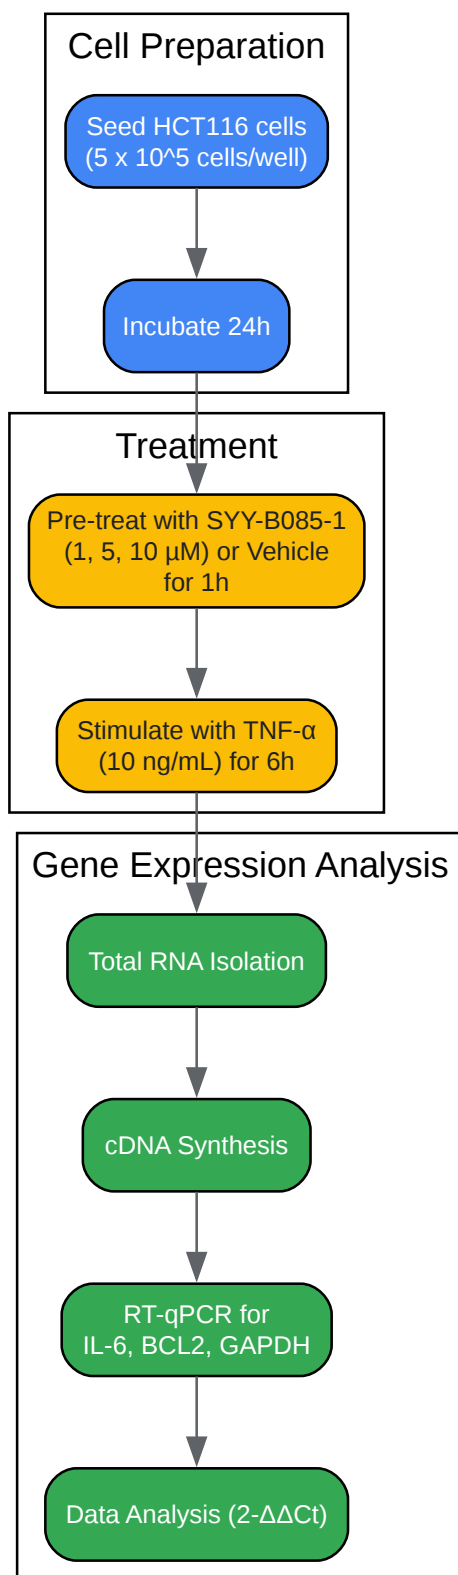 Cell Preparation
Seed HCT116 cells
(5 x 10^5 cells/well)
Incubate 24h
Treatment
Pre-treat with SYY-B085-1
(1, 5, 10 µM) or Vehicle
for 1h
Stimulate with TNF-α
(10 ng/mL) for 6h
Gene Expression Analysis
Total RNA Isolation
cDNA Synthesis
RT-qPCR for
IL-6, BCL2, GAPDH
Data Analysis (2-ΔΔCt)